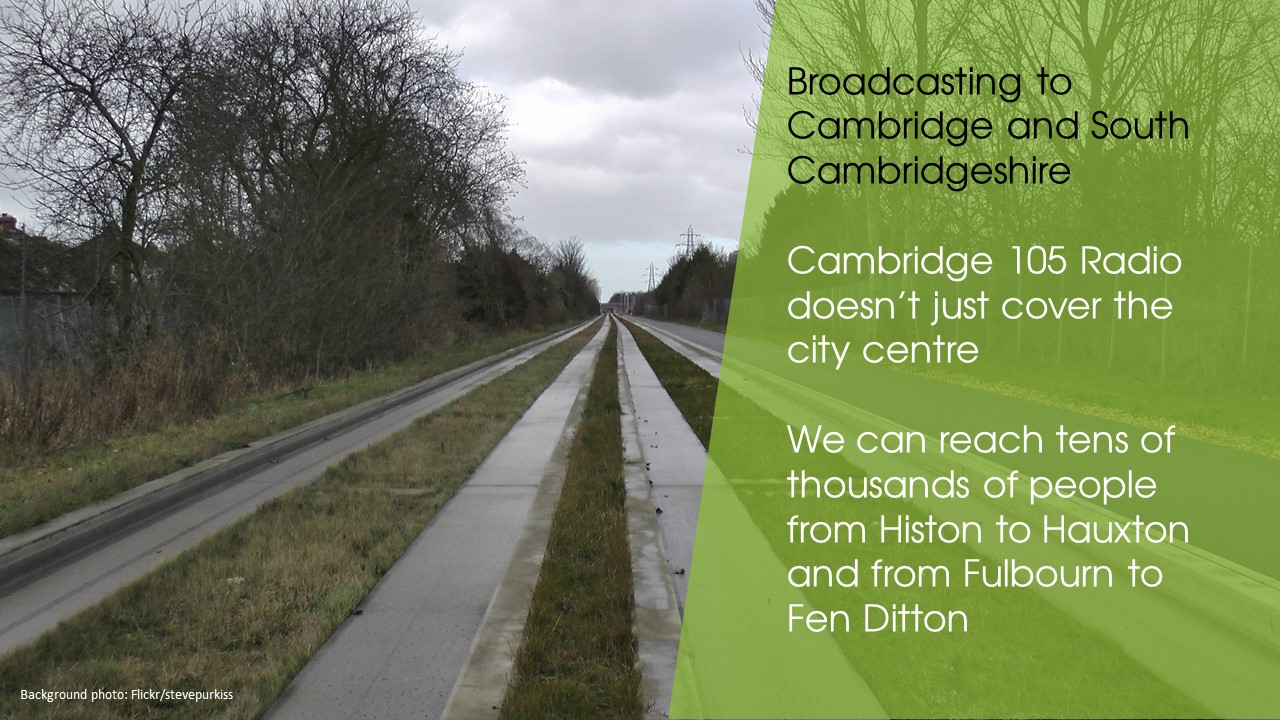 Broadcasting to
Cambridge and South
Cambridgeshire
Cambridge 105 Radio
doesn't just cover the
city centre
We can reach tens of
thousands of people
from Histon to Hauxton
and from Fulbourn to
Fen Ditton
Background photo: Flickr/stevepurkiss